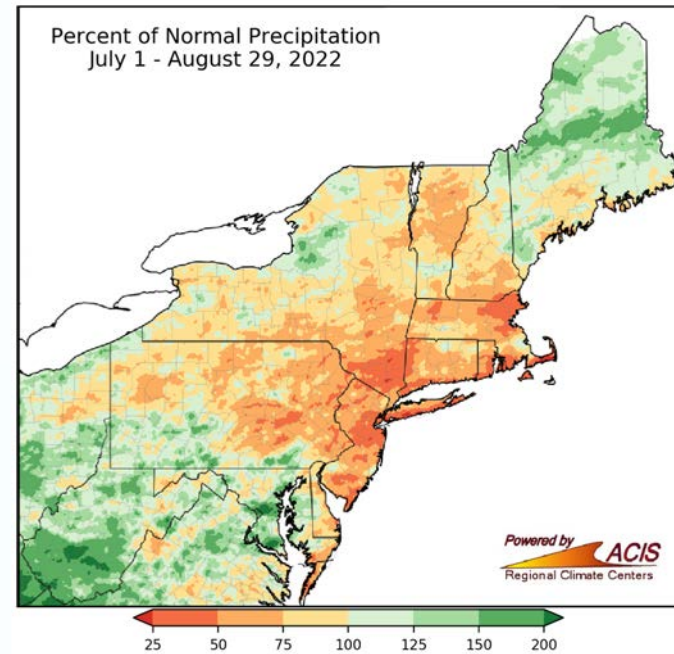 Percent of Normal Precipitation
July 1 - August 29, 2022
Powered by
ACIS
Regional Climate Centers
25 50 75 100 125 150 200